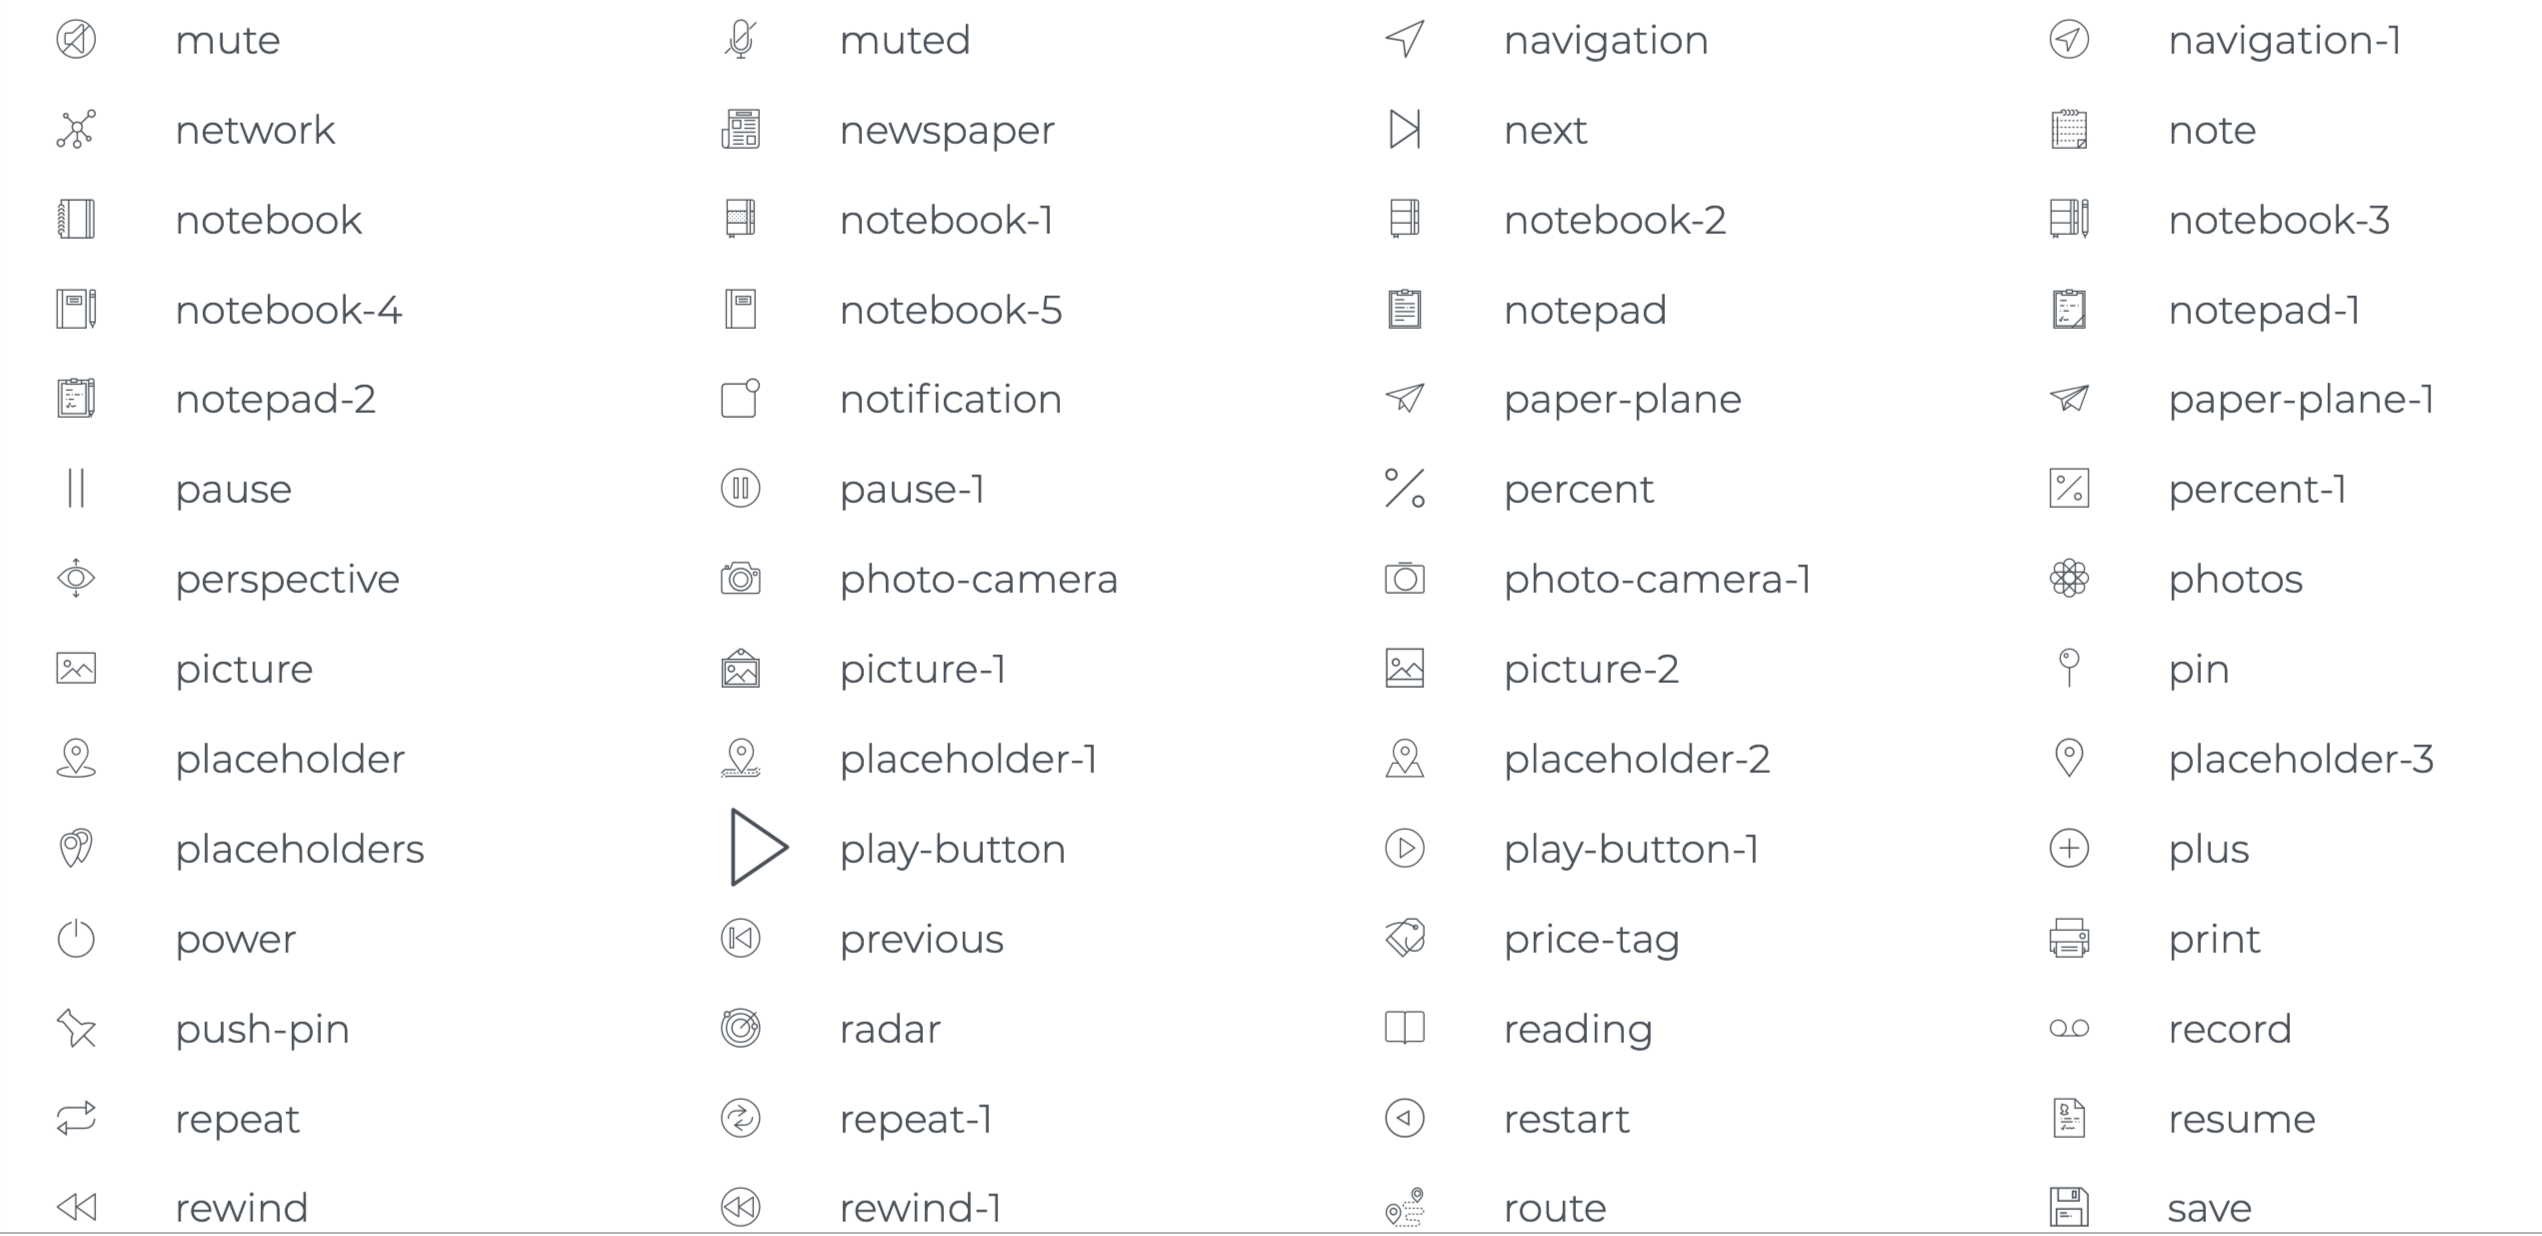 mute muted navigation navigation-1
network newspaper next note
notebook notebook-1 notebook-2 notebook-3
notebook-4 notebook-5 notepad notepad-1
notepad-2 notification paper-plane paper-plane-1
pause pause-1 percent percent-1
perspective photo-camera photo-camera-1 photos
picture picture-1 picture-2 pin
placeholder placeholder-1 placeholder-2 placeholder-3
placeholders play-button play-button-1 plus
power previous price-tag print
push-pin radar reading record
repeat repeat-1 restart resume
rewind rewind-1 route save